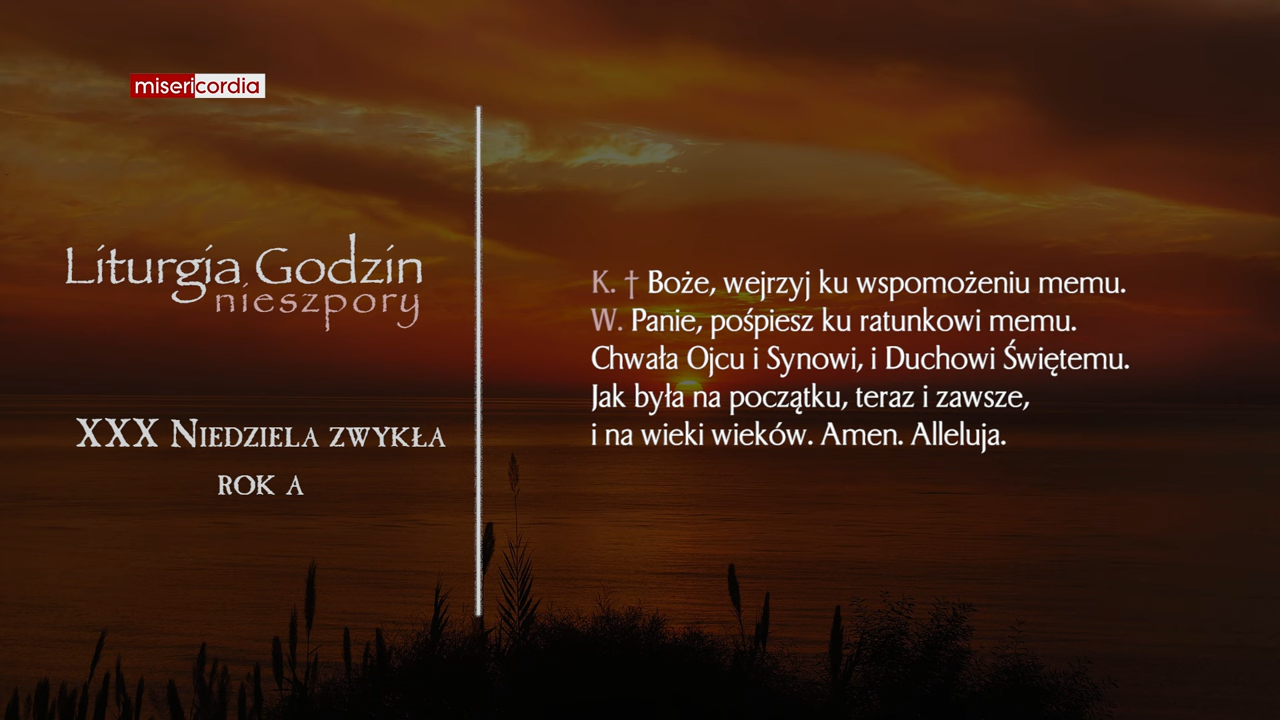 misericordia
Liturgia Godzin
nieszpory
XXX Niedziela zwykła
rok A
K. † Boże, wejrzyj ku wspomożeniu memu.
W. Panie, pośpiesz ku ratunkowi memu.
Chwała Ojcu i Synowi, i Duchowi Świętemu.
Jak była na początku, teraz i zawsze,
i na wieki wieków. Amen. Alleluja.